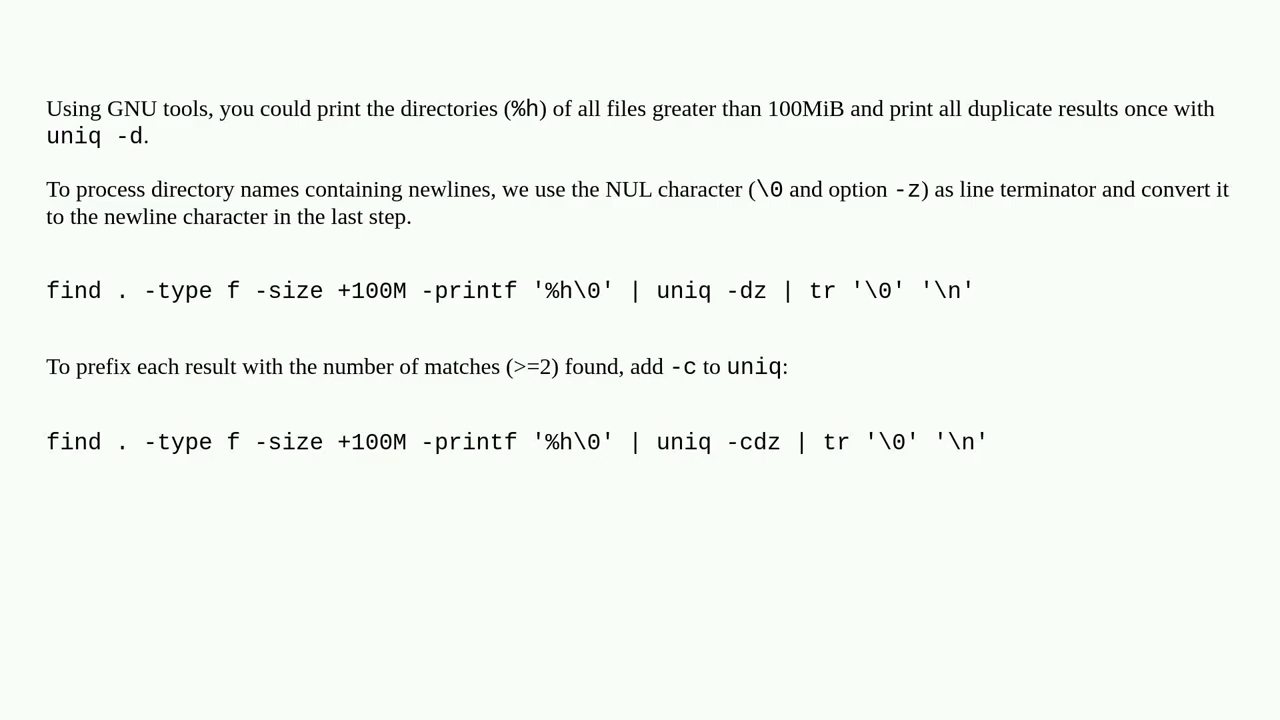 Using GNU tools, you could print the directories (%h) of all files greater than 100MiB and print all duplicate results once with
uniq -d.
To process directory names containing newlines, we use the NUL character (\0 and option -z) as line terminator and convert it
to the newline character in the last step.
find . -type f -size +100M -printf '%h\0' | uniq -dz | tr '\0' '\n'
To prefix each result with the number of matches (>=2) found, add -c to uniq:
find . -type f -size +100M -printf '%h\0' | uniq -cdz | tr '\0' '\n'